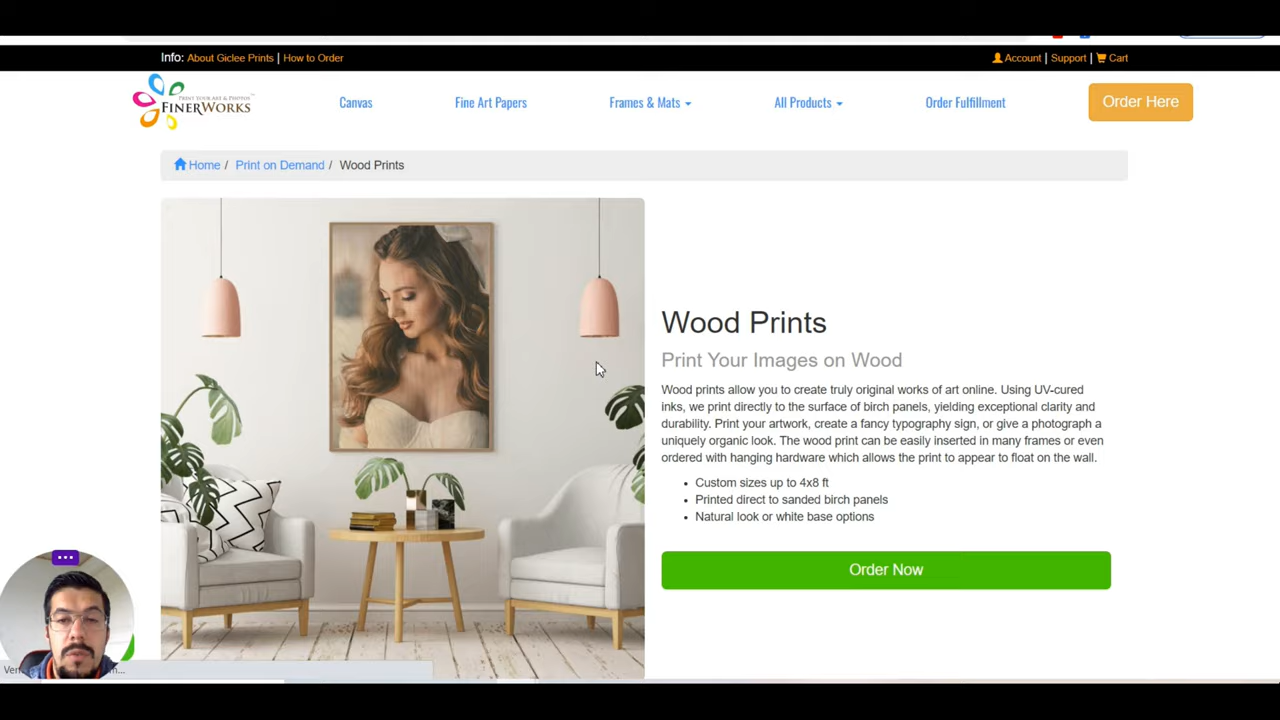 Info: About Giclee Prints | How to Order
Account | Support | Cart
PRINT YOUR ART & PHOTOS
FINERWORKS
Canvas
Fine Art Papers
Frames & Mats
All Products
Order Fulfillment
Order Here
Home / Print on Demand / Wood Prints
Wood Prints
Print Your Images on Wood
Wood prints allow you to create truly original works of art online. Using UV-cured
inks, we print directly to the surface of birch panels, yielding exceptional clarity and
durability. Print your artwork, create a fancy typography sign, or give a photograph a
uniquely organic look. The wood print can be easily inserted in many frames or even
ordered with hanging hardware which allows the print to appear to float on the wall.
Custom sizes up to 4x8 ft
Printed direct to sanded birch panels
Natural look or white base options
Order Now